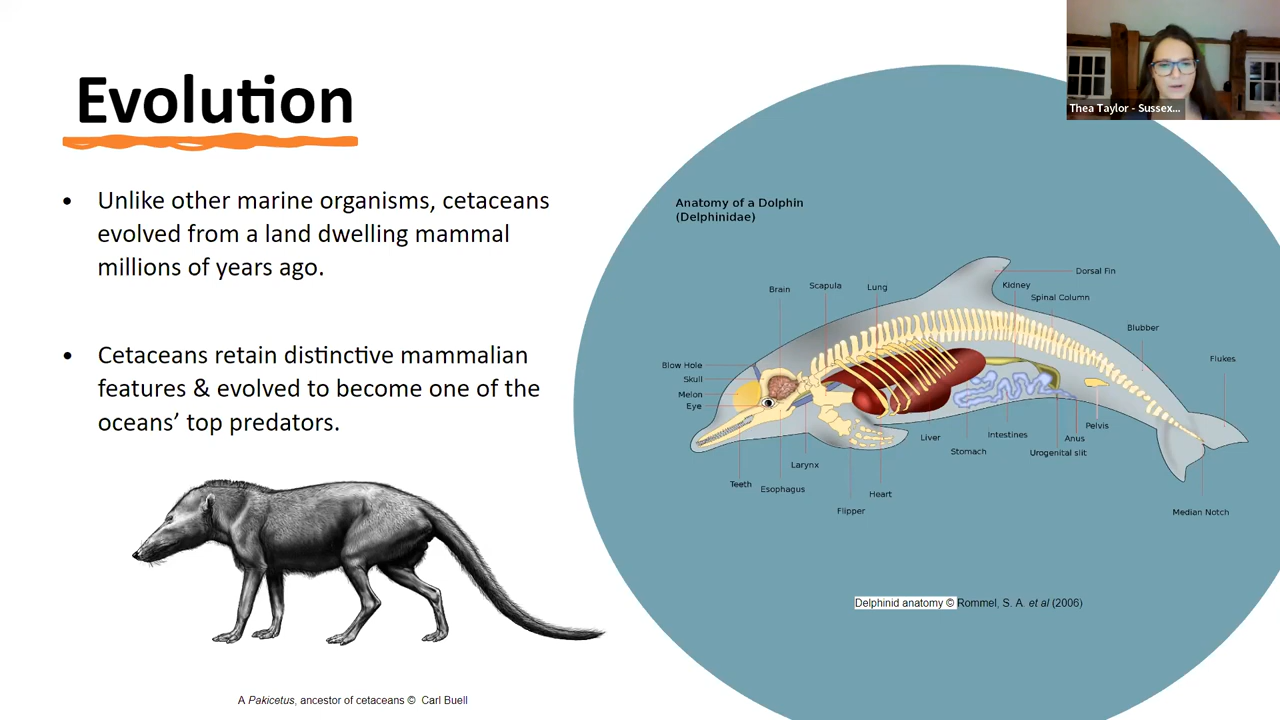 Evolution
• Unlike other marine organisms, cetaceans
evolved from a land dwelling mammal
millions of years ago.
• Cetaceans retain distinctive mammalian
features & evolved to become one of the
oceans’ top predators.
A Pakicetus, ancestor of cetaceans © Carl Buell
Thea Taylor - Sussex...
Anatomy of a Dolphin
(Delphinidae)
Brain
Scapula
Lung
Dorsal Fin
Kidney
Spinal Column
Blubber
Flukes
Blow Hole
Skull
Melon
Eye
Teeth
Esophagus
Larynx
Flipper
Heart
Liver
Stomach
Intestines
Urogenital slit
Anus
Pelvis
Median Notch
Delphinid anatomy © Rommel, S. A. et al (2006)